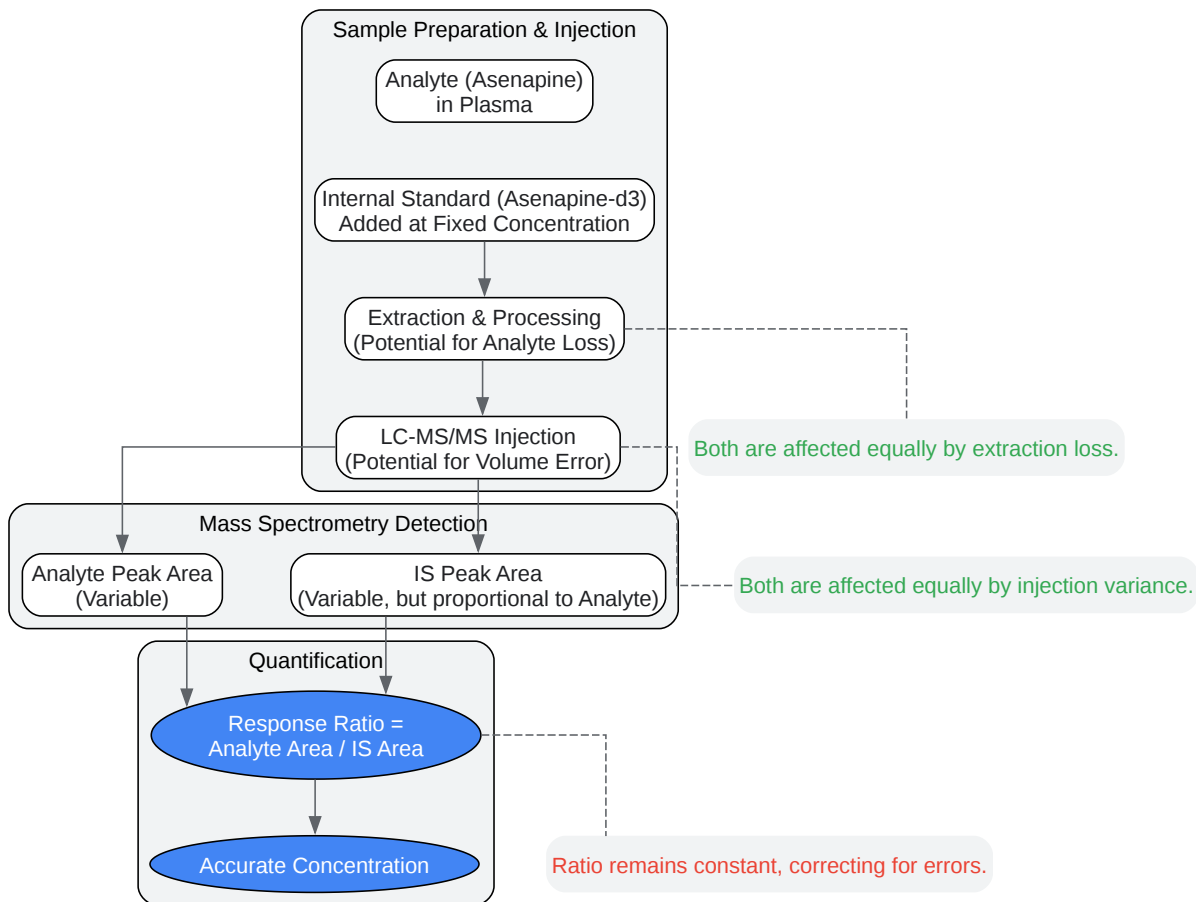 Sample Preparation & Injection
Analyte (Asenapine)
in Plasma
Internal Standard (Asenapine-d3)
Added at Fixed Concentration
Extraction & Processing
(Potential for Analyte Loss)
LC-MS/MS Injection
(Potential for Volume Error)
Both are affected equally by extraction loss.
Mass Spectrometry Detection
Analyte Peak Area
(Variable)
IS Peak Area
(Variable, but proportional to Analyte)
Both are affected equally by injection variance.
Quantification
Response Ratio =
Analyte Area / IS Area
Accurate Concentration
Ratio remains constant, correcting for errors.